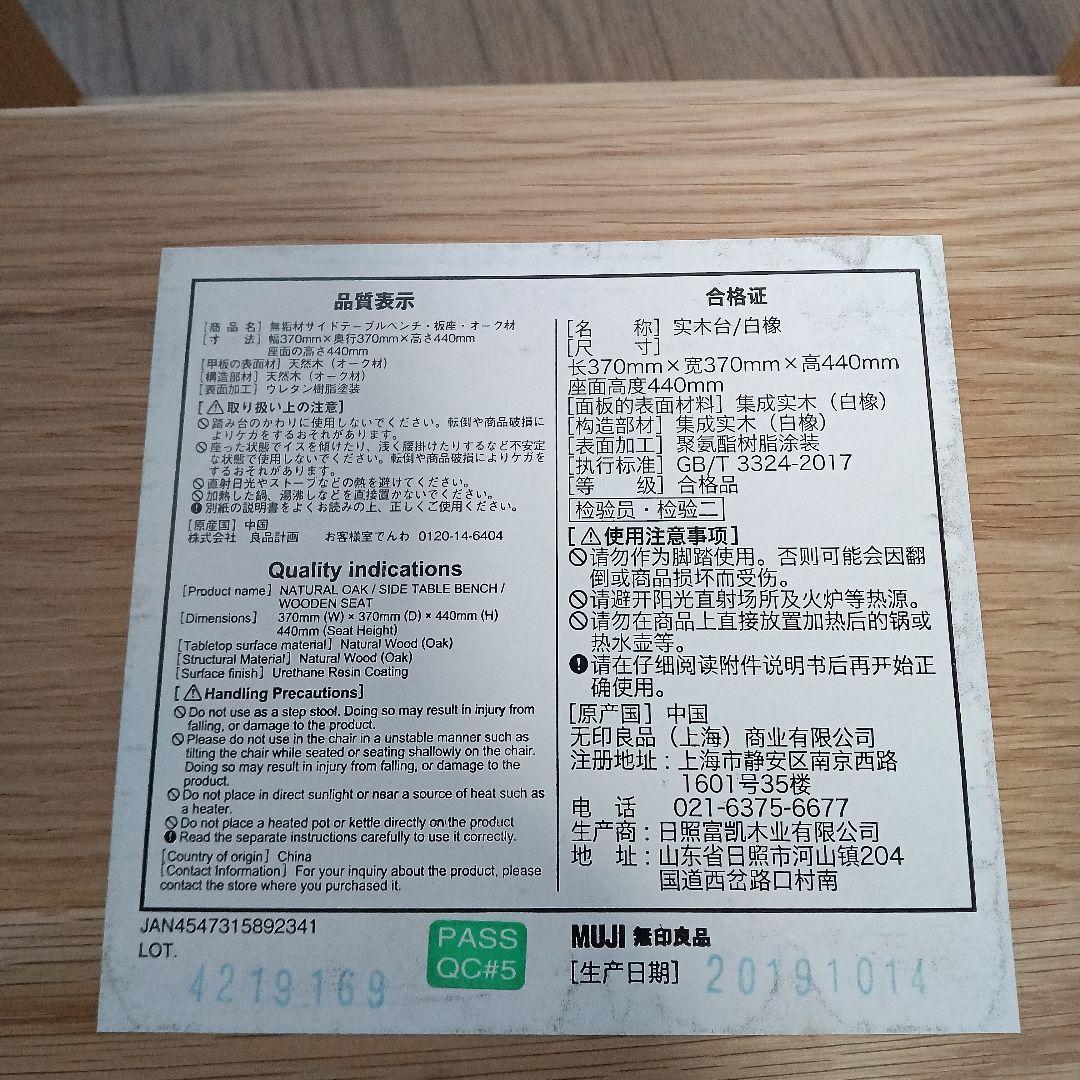 品質表示
[商 品 名] 無垢材サイドテーブルベンチ・板座・オーク材
[寸 法] 幅370mm×奥行370mm×高さ440mm
座面の高さ440mm
[甲板の表面材] 天然木（オーク材）
[構造部材] 天然木（オーク材）
[表面加工] ウレタン樹脂塗装
[⚠取り扱い上の注意]
🚫踏み台のかわりに使用しないでください。転倒や商品破損に
よりケガをするおそれがあります。
🚫座った状態でイスを傾けたり、浅く腰掛けたりするなど不安定
な状態で使用しないでください。転倒や商品破損によりケガを
するおそれがあります。
🚫直射日光やストーブなどの熱を避けてください。
🚫加熱した鍋、湯沸しなどを直接置かないでください。
❗別紙の説明書をよくお読みの上、正しくご使用ください。
[原産国] 中国
株式会社 良品計画 お客様室でんわ 0120-14-6404
Quality indications
[Product name] NATURAL OAK / SIDE TABLE BENCH /
WOODEN SEAT
[Dimensions] 370mm (W) × 370mm (D) × 440mm (H)
440mm (Seat Height)
[Tabletop surface material] Natural Wood (Oak)
[Structural Material] Natural Wood (Oak)
[Surface finish] Urethane Resin Coating
[⚠Handling Precautions]
🚫Do not use as a step stool. Doing so may result in injury from
falling, or damage to the product.
🚫Please do not use in the chair in a unstable manner such as
tilting the chair while seated or seating shallowly on the chair.
Doing so may result in injury from falling, or damage to the
product.
🚫Do not place in direct sunlight or near a source of heat such as
a heater.
🚫Do not place a heated pot or kettle directly on the product
❗Read the separate instructions carefully to use it correctly.
[Country of origin] China
[Contact Information] For your inquiry about the product, please
contact the store where you purchased it.
合格证
[名 称] 实木台/白橡
[尺 寸]
长370mm×宽370mm×高440mm
座面高度440mm
[面板的表面材料] 集成实木（白橡）
[构造部材] 集成实木（白橡）
[表面加工] 聚氨酯树脂涂装
[执行标准] GB/T 3324-2017
[等 级] 合格品
检验员・检验二
[⚠使用注意事项]
🚫请勿作为脚踏使用。否则可能会因翻
倒或商品损坏而受伤。
🚫请避开阳光直射场所及火炉等热源。
🚫请勿在商品上直接放置加热后的锅或
热水壶等。
❗请在仔细阅读附件说明书后再开始正
确使用。
[原产国] 中国
无印良品（上海）商业有限公司
注册地址：上海市静安区南京西路
1601号35楼
电 话 021-6375-6677
生产商：日照富凯木业有限公司
地 址：山东省日照市河山镇204
国道西岔路口村南
JAN4547315892341
LOT.
4219169
PASS
QC#5
MUJI 無印良品
[生产日期] 20191014